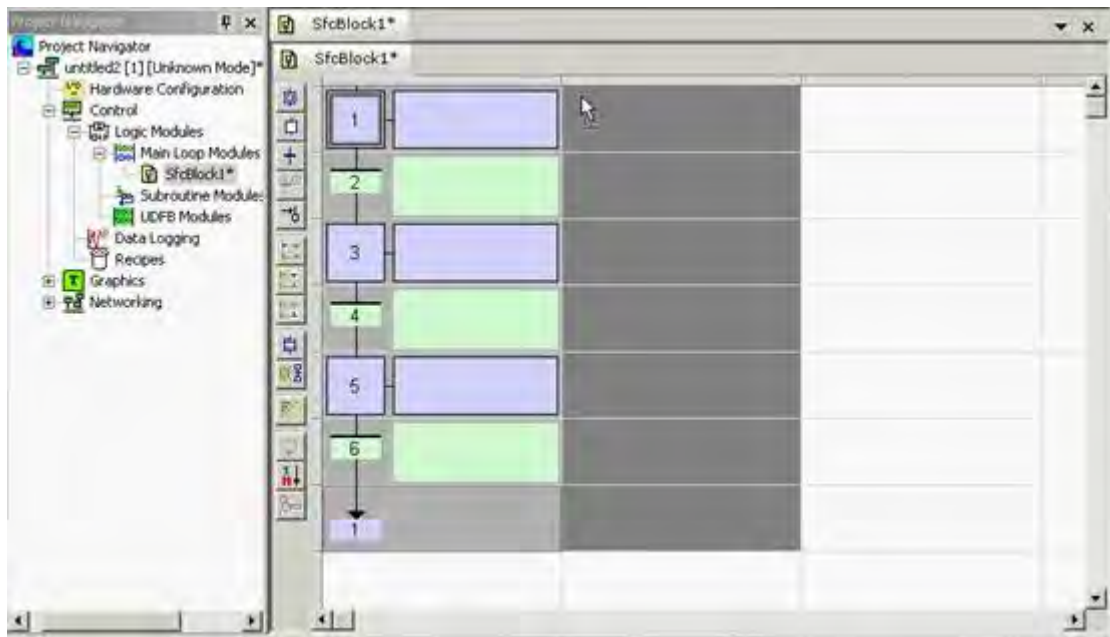 Project Navigator
SfcBlock1*
SfcBlock1*
Project Navigator
untitled2 [1] [Unknown Mode]*
Hardware Configuration
Control
Logic Modules
Main Loop Modules
SfcBlock1*
Subroutine Modules
UDFB Modules
Data Logging
Recipes
Graphics
Networking
1
2
3
4
5
6
1